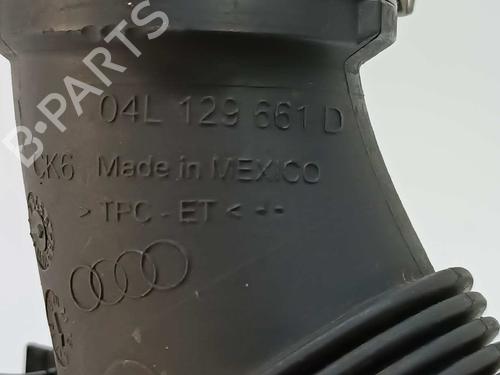 B-PARTS
04L 129 661 D
CK6 Made in MEXICO
> TPC - ET < --